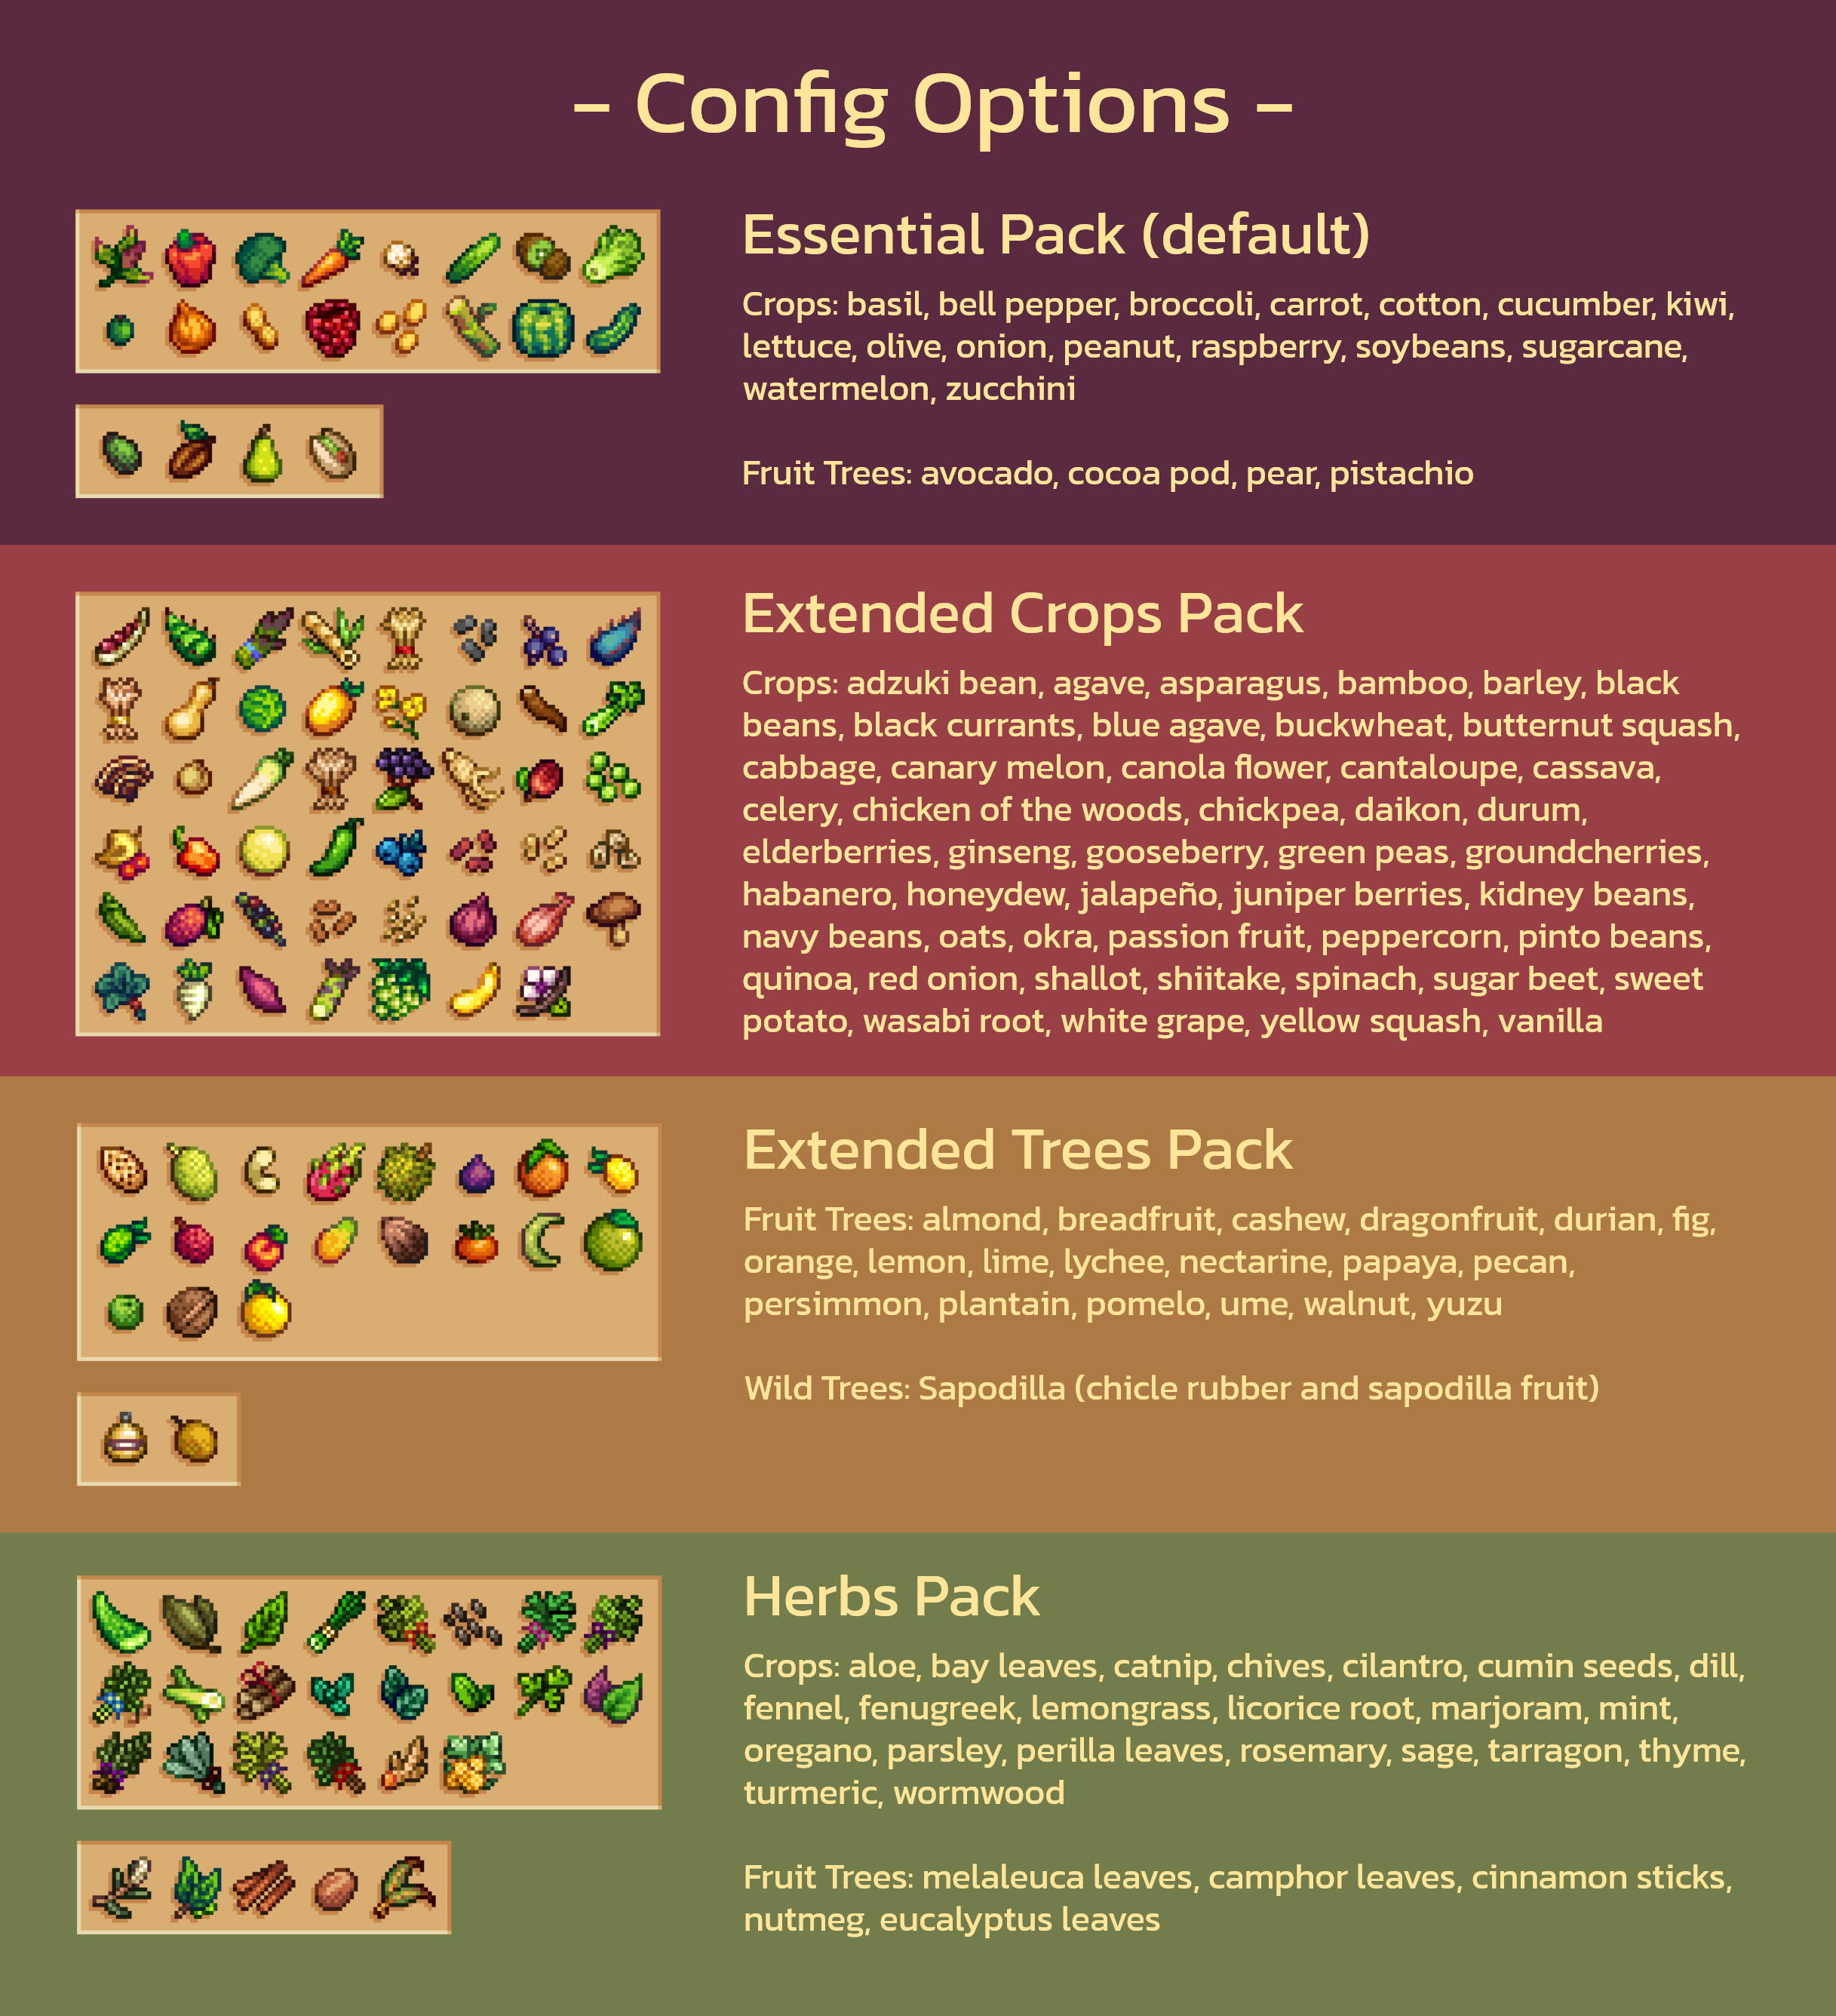 - Config Options -
Essential Pack (default)
Crops: basil, bell pepper, broccoli, carrot, cotton, cucumber, kiwi,
lettuce, olive, onion, peanut, raspberry, soybeans, sugarcane,
watermelon, zucchini
Fruit Trees: avocado, cocoa pod, pear, pistachio
Extended Crops Pack
Crops: adzuki bean, agave, asparagus, bamboo, barley, black
beans, black currants, blue agave, buckwheat, butternut squash,
cabbage, canary melon, canola flower, cantaloupe, cassava,
celery, chicken of the woods, chickpea, daikon, durum,
elderberries, ginseng, gooseberry, green peas, groundcherries,
habanero, honeydew, jalapeño, juniper berries, kidney beans,
navy beans, oats, okra, passion fruit, peppercorn, pinto beans,
quinoa, red onion, shallot, shiitake, spinach, sugar beet, sweet
potato, wasabi root, white grape, yellow squash, vanilla
Extended Trees Pack
Fruit Trees: almond, breadfruit, cashew, dragonfruit, durian, fig,
orange, lemon, lime, lychee, nectarine, papaya, pecan,
persimmon, plantain, pomelo, ume, walnut, yuzu
Wild Trees: Sapodilla (chicle rubber and sapodilla fruit)
Herbs Pack
Crops: aloe, bay leaves, catnip, chives, cilantro, cumin seeds, dill,
fennel, fenugreek, lemongrass, licorice root, marjoram, mint,
oregano, parsley, perilla leaves, rosemary, sage, tarragon, thyme,
turmeric, wormwood
Fruit Trees: melaleuca leaves, camphor leaves, cinnamon sticks,
nutmeg, eucalyptus leaves